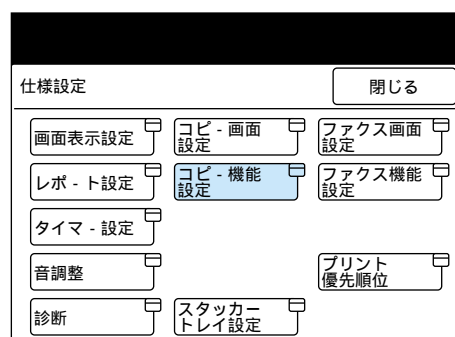 仕様設定
閉じる
画面表示設定
コピ - 画面
設定
ファクス画面
設定
レポ - ト設定
コピ - 機能
設定
ファクス機能
設定
タイマ - 設定
音調整
プリント
優先順位
診断
スタッカー
トレイ設定